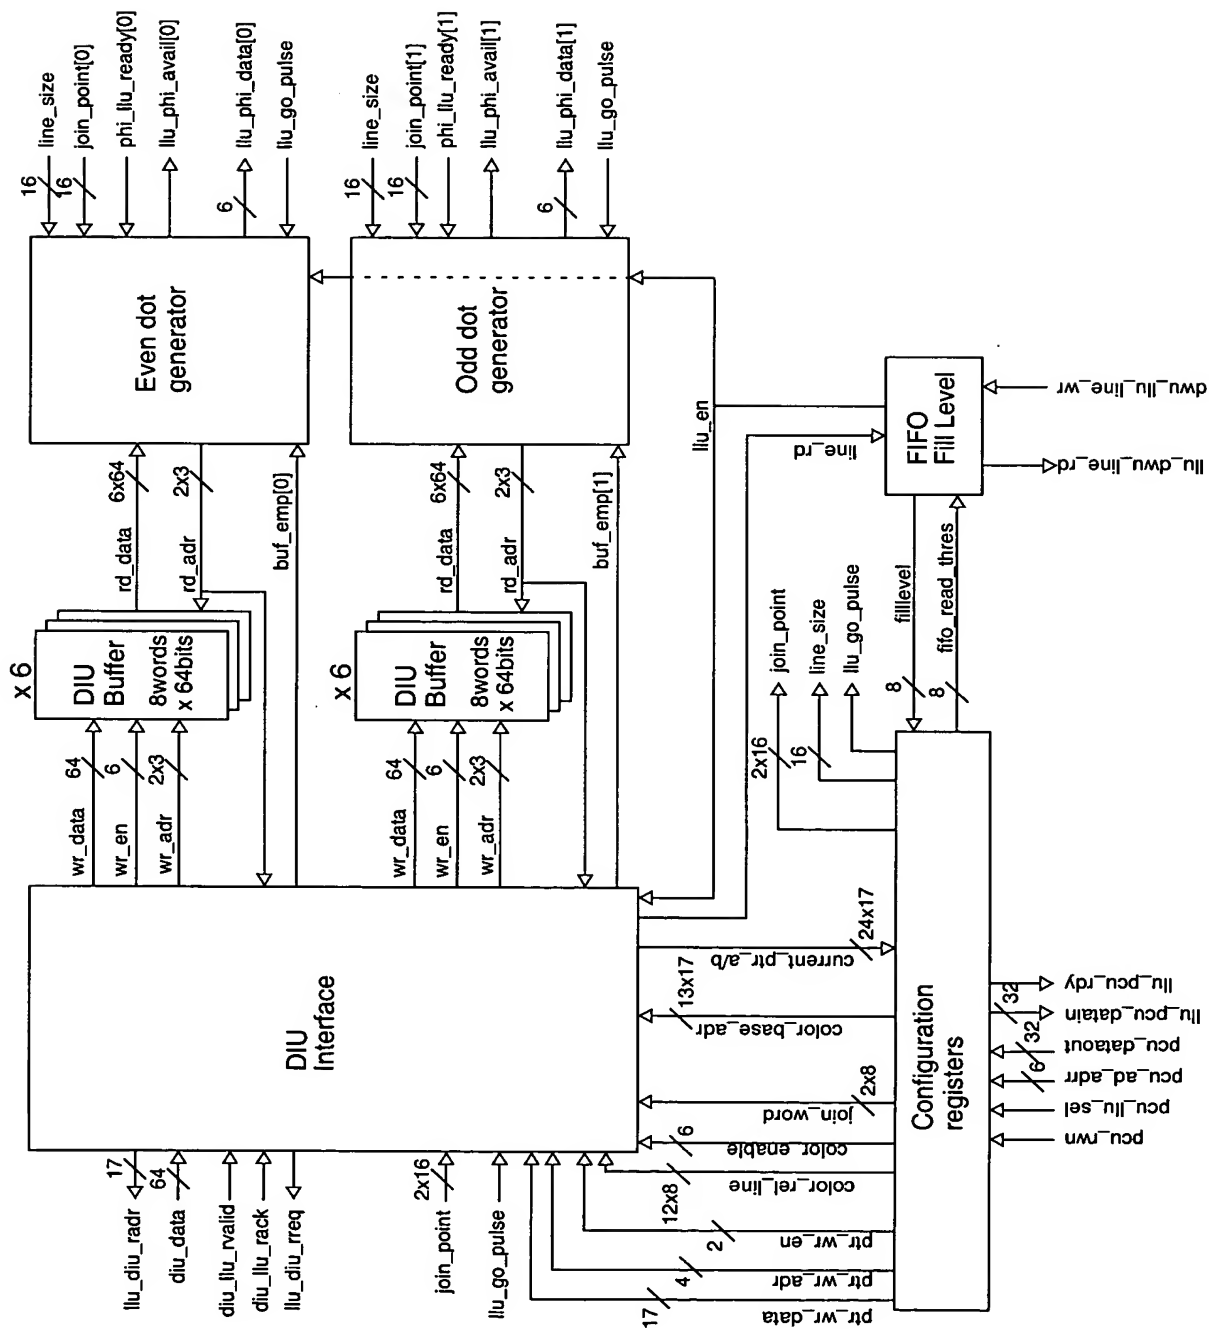 line_size
16
join_point[0]
16
phi_llu_ready[0]
llu_phi_avail[0]
llu_phi_data[0]
6
llu_go_pulse
Even dot
generator
line_size
16
join_point[1]
16
phi_llu_ready[1]
llu_phi_avail[1]
llu_phi_data[1]
6
llu_go_pulse
Odd dot
generator
rd_data
6x64
rd_adr
2x3
buf_emp[0]
rd_data
6x64
rd_adr
2x3
buf_emp[1]
llu_en
line_rd
FIFO
Fill Level
dwu_llu_line_wr
llu_dwu_line_rd
x 6
DIU
Buffer
8words
x 64bits
x 6
DIU
Buffer
8words
x 64bits
wr_data
64
wr_en
6
wr_adr
2x3
wr_data
64
wr_en
6
wr_adr
2x3
join_point
2x16
line_size
16
llu_go_pulse
filllevel
8
fifo_read_thres
8
DIU
Interface
llu_diu_radr
17
diu_data
64
diu_llu_rvalid
diu_llu_rack
llu_diu_rreq
join_point
2x16
llu_go_pulse
current_ptr_a/b
24x17
color_base_adr
13x17
join_word
2x8
color_enable
6
color_rel_line
12x8
ptr_wr_en
2
ptr_wr_adr
4
ptr_wr_data
17
Configuration
registers
llu_pcu_rdy
llu_pcu_datain
32
pcu_dataout
32
pcu_ad_adrr
6
pcu_llu_sel
pcu_rwn